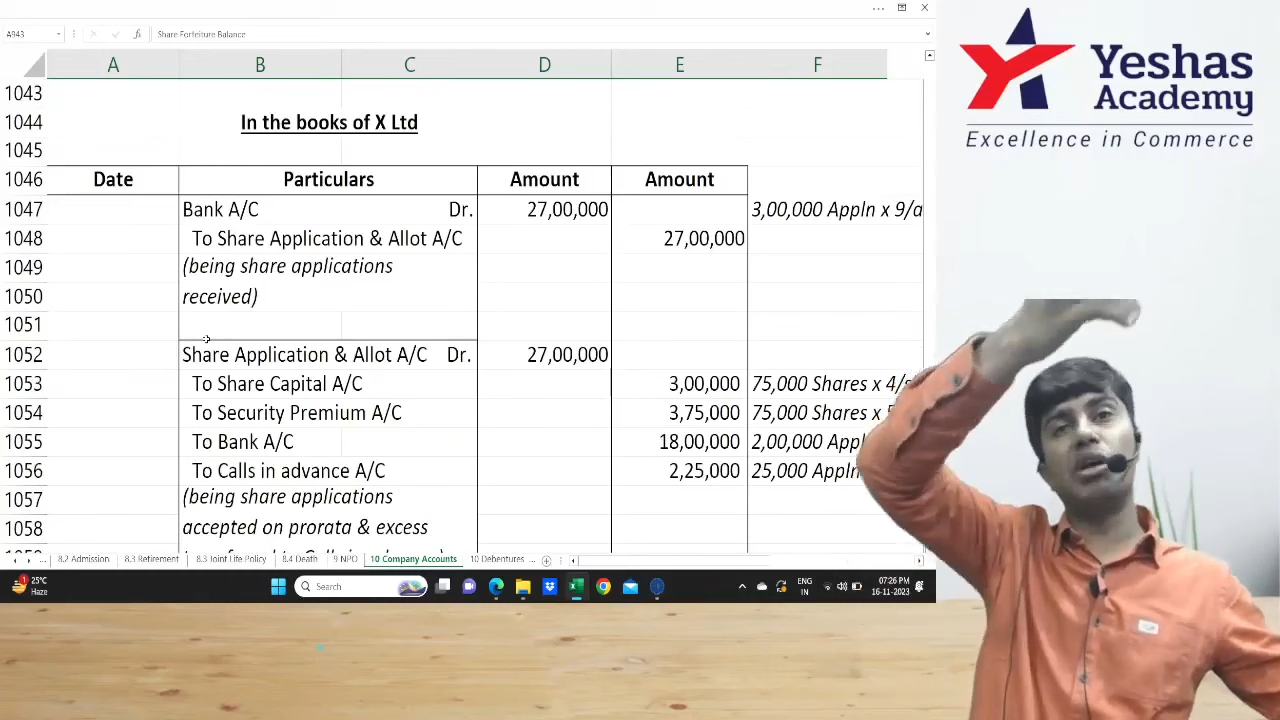 A943
fx
Share Forfeiture Balance
Yeshas
Academy
Excellence in Commerce
A B C D E F
1043
1044 In the books of X Ltd
1045
1046 Date Particulars Amount Amount
1047 Bank A/C Dr. 27,00,000 3,00,000 Appln x 9/a
1048 To Share Application & Allot A/C 27,00,000
1049 (being share applications
1050 received)
1051
1052 Share Application & Allot A/C Dr. 27,00,000
1053 To Share Capital A/C 3,00,000 75,000 Shares x 4/s
1054 To Security Premium A/C 3,75,000 75,000 Shares x
1055 To Bank A/C 18,00,000 2,00,000 Appl
1056 To Calls in advance A/C 2,25,000 25,000 Appln
1057 (being share applications
1058 accepted on prorata & excess
... 8.2 Admission 8.3 Retirement 8.3 Joint Life Policy 8.4 Death 9 NPO 10 Company Accounts 10 Debentures ...
1
25°C
Haze
Search
ENG
IN
07:26 PM
16-11-2023